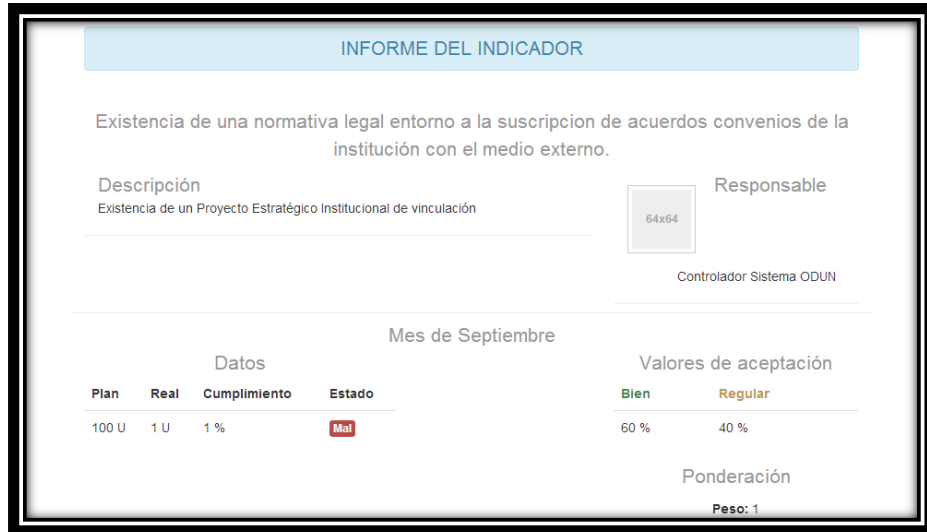 INFORME DEL INDICADOR
Existencia de una normativa legal entorno a la suscripcion de acuerdos convenios de la
institución con el medio externo.
Descripción
Existencia de un Proyecto Estratégico Institucional de vinculación
Responsable
64x64
Controlador Sistema ODUN
Mes de Septiembre
Datos
Plan Real Cumplimiento Estado
100 U 1 U 1 % Mal
Valores de aceptación
Bien Regular
60 % 40 %
Ponderación
Peso: 1